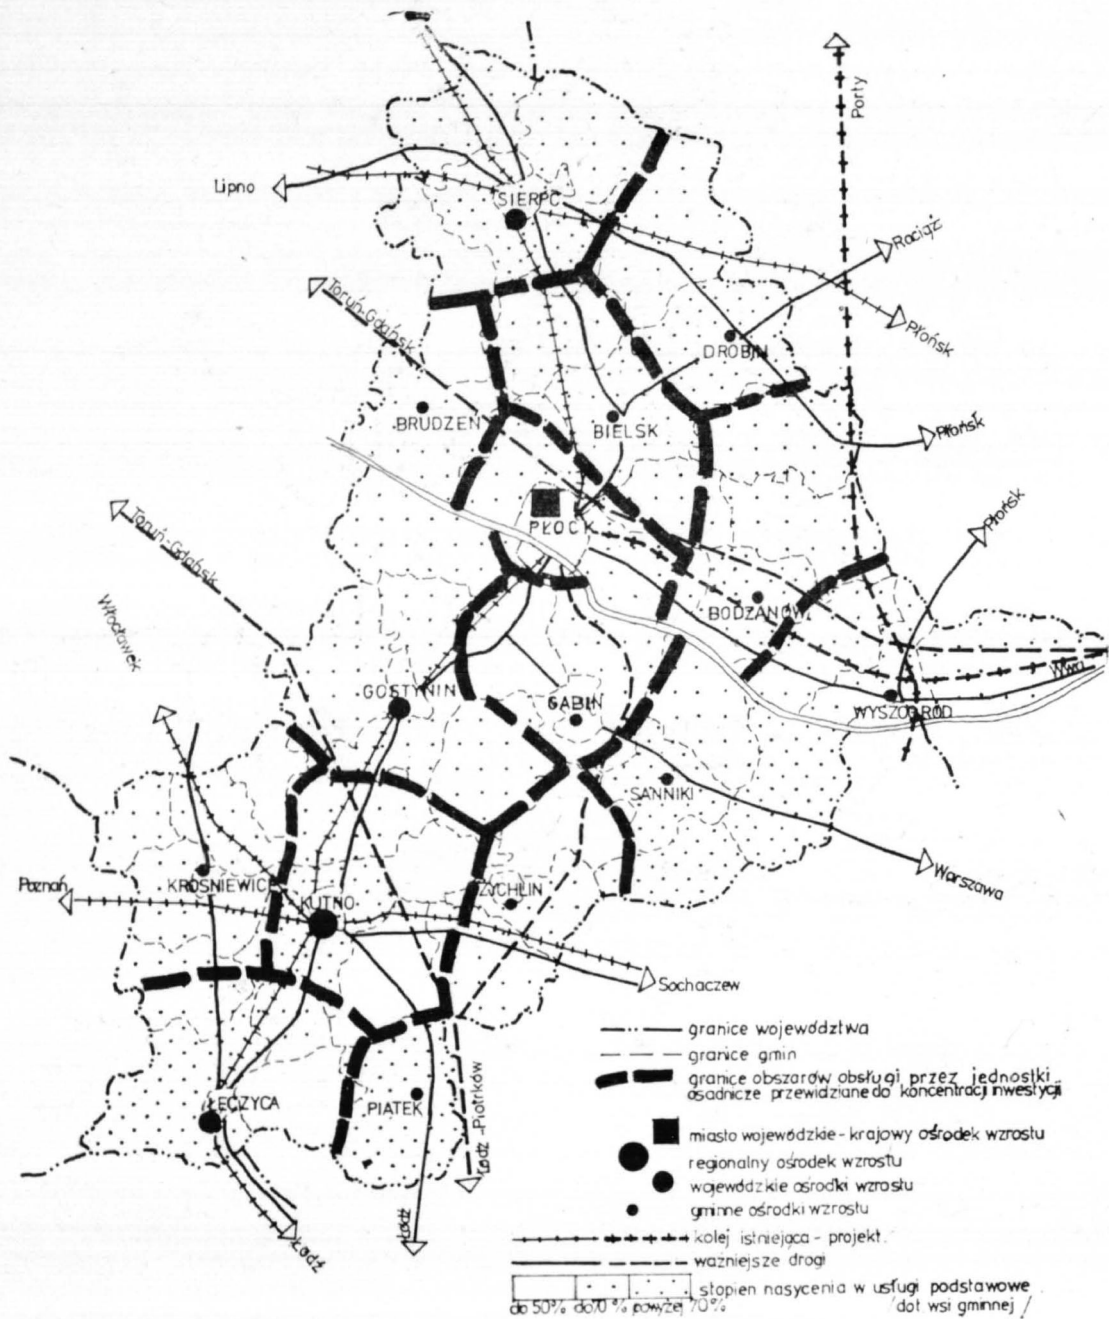 Porty
Lipno
SIERPC
Raciąż
Toruń-Gdańsk
Płońsk
DROBIN
BRUDZEŃ
BIELSK
Płońsk
PŁOCK
Płońsk
Toruń-Gdańsk
Włocławek
BODZANÓW
Wwa
GOSTYNIN
GĄBIN
WYSZOGRÓD
SANNIKI
Warszawa
Poznań
KROŚNIEWICE
KUTNO
ŻYCHLIN
Sochaczew
ŁĘCZYCA
PIĄTEK
Łódź-Piotrków
Łódź
Łódź
granice województwa
granice gmin
granice obszarów obsługi przez jednostki
osadnicze przewidziane do koncentracji inwestycji
miasto wojewódzkie - krajowy ośrodek wzrostu
regionalny ośrodek wzrostu
wojewódzkie ośrodki wzrostu
gminne ośrodki wzrostu
kolej istniejąca - projekt.
ważniejsze drogi
stopien nasycenia w usługi podstawowe
do 50% do 70% powyżej 70% /dot wsi gminnej/